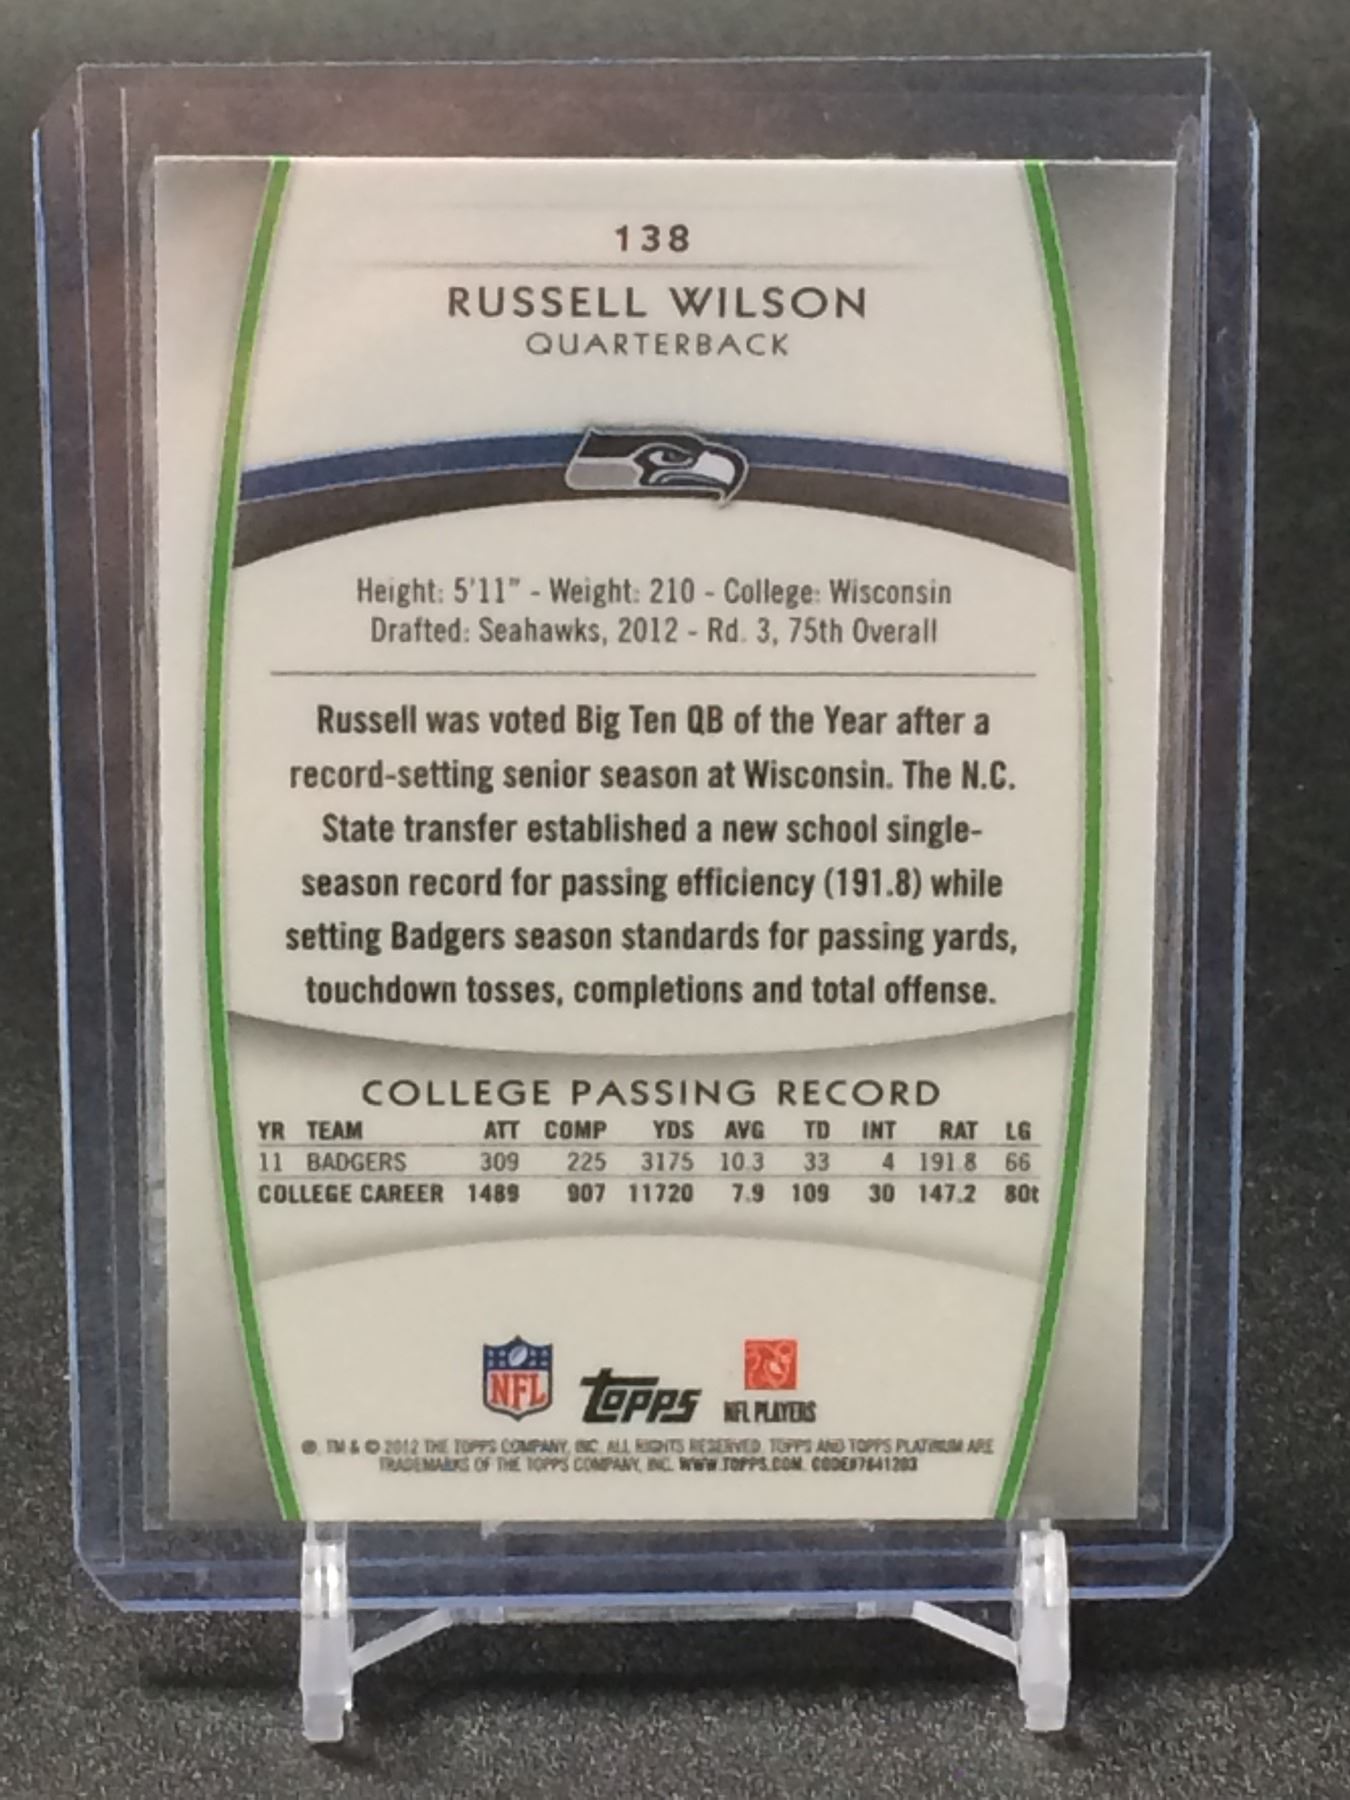 138
RUSSELL WILSON
QUARTERBACK
Height: 5'11" - Weight: 210 - College: Wisconsin
Drafted: Seahawks, 2012 - Rd. 3, 75th Overall
Russell was voted Big Ten QB of the Year after a
record-setting senior season at Wisconsin. The N.C.
State transfer established a new school single-
season record for passing efficiency (191.8) while
setting Badgers season standards for passing yards,
touchdown tosses, completions and total offense.
COLLEGE PASSING RECORD
YR TEAM ATT COMP YDS AVG TD INT RAT LG
11 BADGERS 309 225 3175 10.3 33 4 191.8 66
COLLEGE CAREER 1489 907 11720 7.9 109 30 147.2 80t
NFL Topps NFL PLAYERS
®, TM & © 2012 THE TOPPS COMPANY, INC. ALL RIGHTS RESERVED. TOPPS AND TOPPS PLATINUM ARE
TRADEMARKS OF THE TOPPS COMPANY, INC. WWW.TOPPS.COM. CODE#7641203